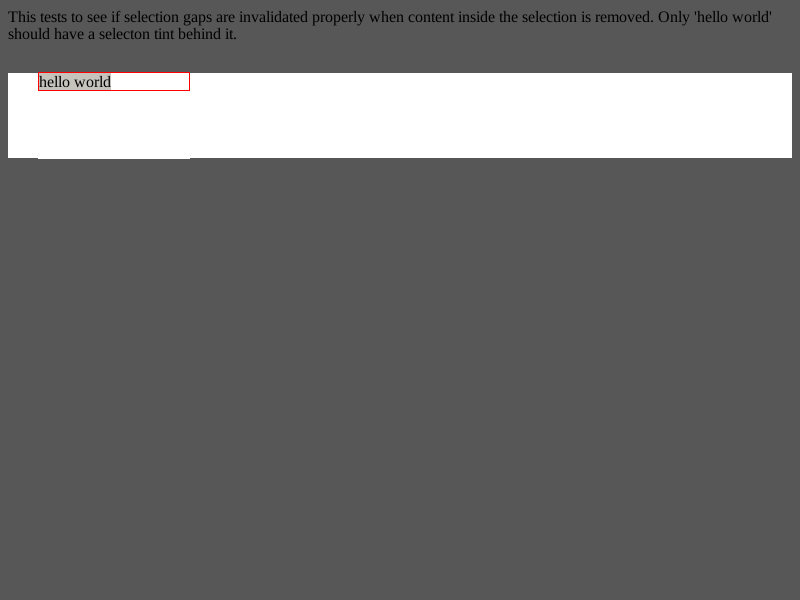 This tests to see if selection gaps are invalidated properly when content inside the selection is removed. Only 'hello world'
should have a selecton tint behind it.
hello world